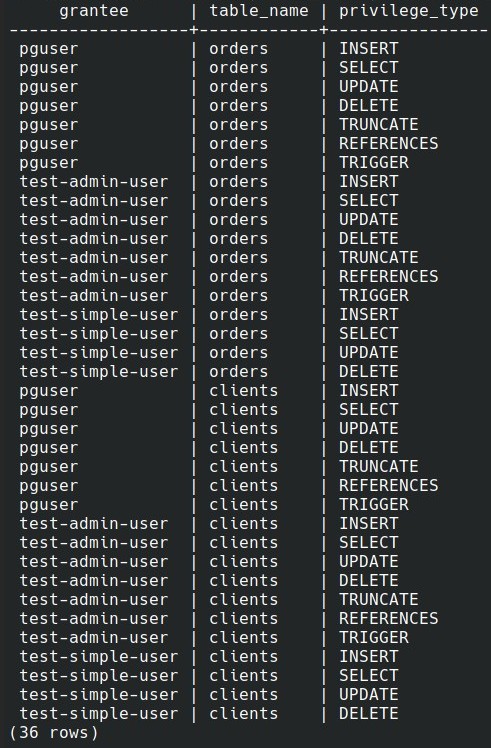 grantee      | table_name | privilege_type
------------------+------------+----------------
 pguser           | orders     | INSERT
 pguser           | orders     | SELECT
 pguser           | orders     | UPDATE
 pguser           | orders     | DELETE
 pguser           | orders     | TRUNCATE
 pguser           | orders     | REFERENCES
 pguser           | orders     | TRIGGER
 test-admin-user  | orders     | INSERT
 test-admin-user  | orders     | SELECT
 test-admin-user  | orders     | UPDATE
 test-admin-user  | orders     | DELETE
 test-admin-user  | orders     | TRUNCATE
 test-admin-user  | orders     | REFERENCES
 test-admin-user  | orders     | TRIGGER
 test-simple-user | orders     | INSERT
 test-simple-user | orders     | SELECT
 test-simple-user | orders     | UPDATE
 test-simple-user | orders     | DELETE
 pguser           | clients    | INSERT
 pguser           | clients    | SELECT
 pguser           | clients    | UPDATE
 pguser           | clients    | DELETE
 pguser           | clients    | TRUNCATE
 pguser           | clients    | REFERENCES
 pguser           | clients    | TRIGGER
 test-admin-user  | clients    | INSERT
 test-admin-user  | clients    | SELECT
 test-admin-user  | clients    | UPDATE
 test-admin-user  | clients    | DELETE
 test-admin-user  | clients    | TRUNCATE
 test-admin-user  | clients    | REFERENCES
 test-admin-user  | clients    | TRIGGER
 test-simple-user | clients    | INSERT
 test-simple-user | clients    | SELECT
 test-simple-user | clients    | UPDATE
 test-simple-user | clients    | DELETE
(36 rows)